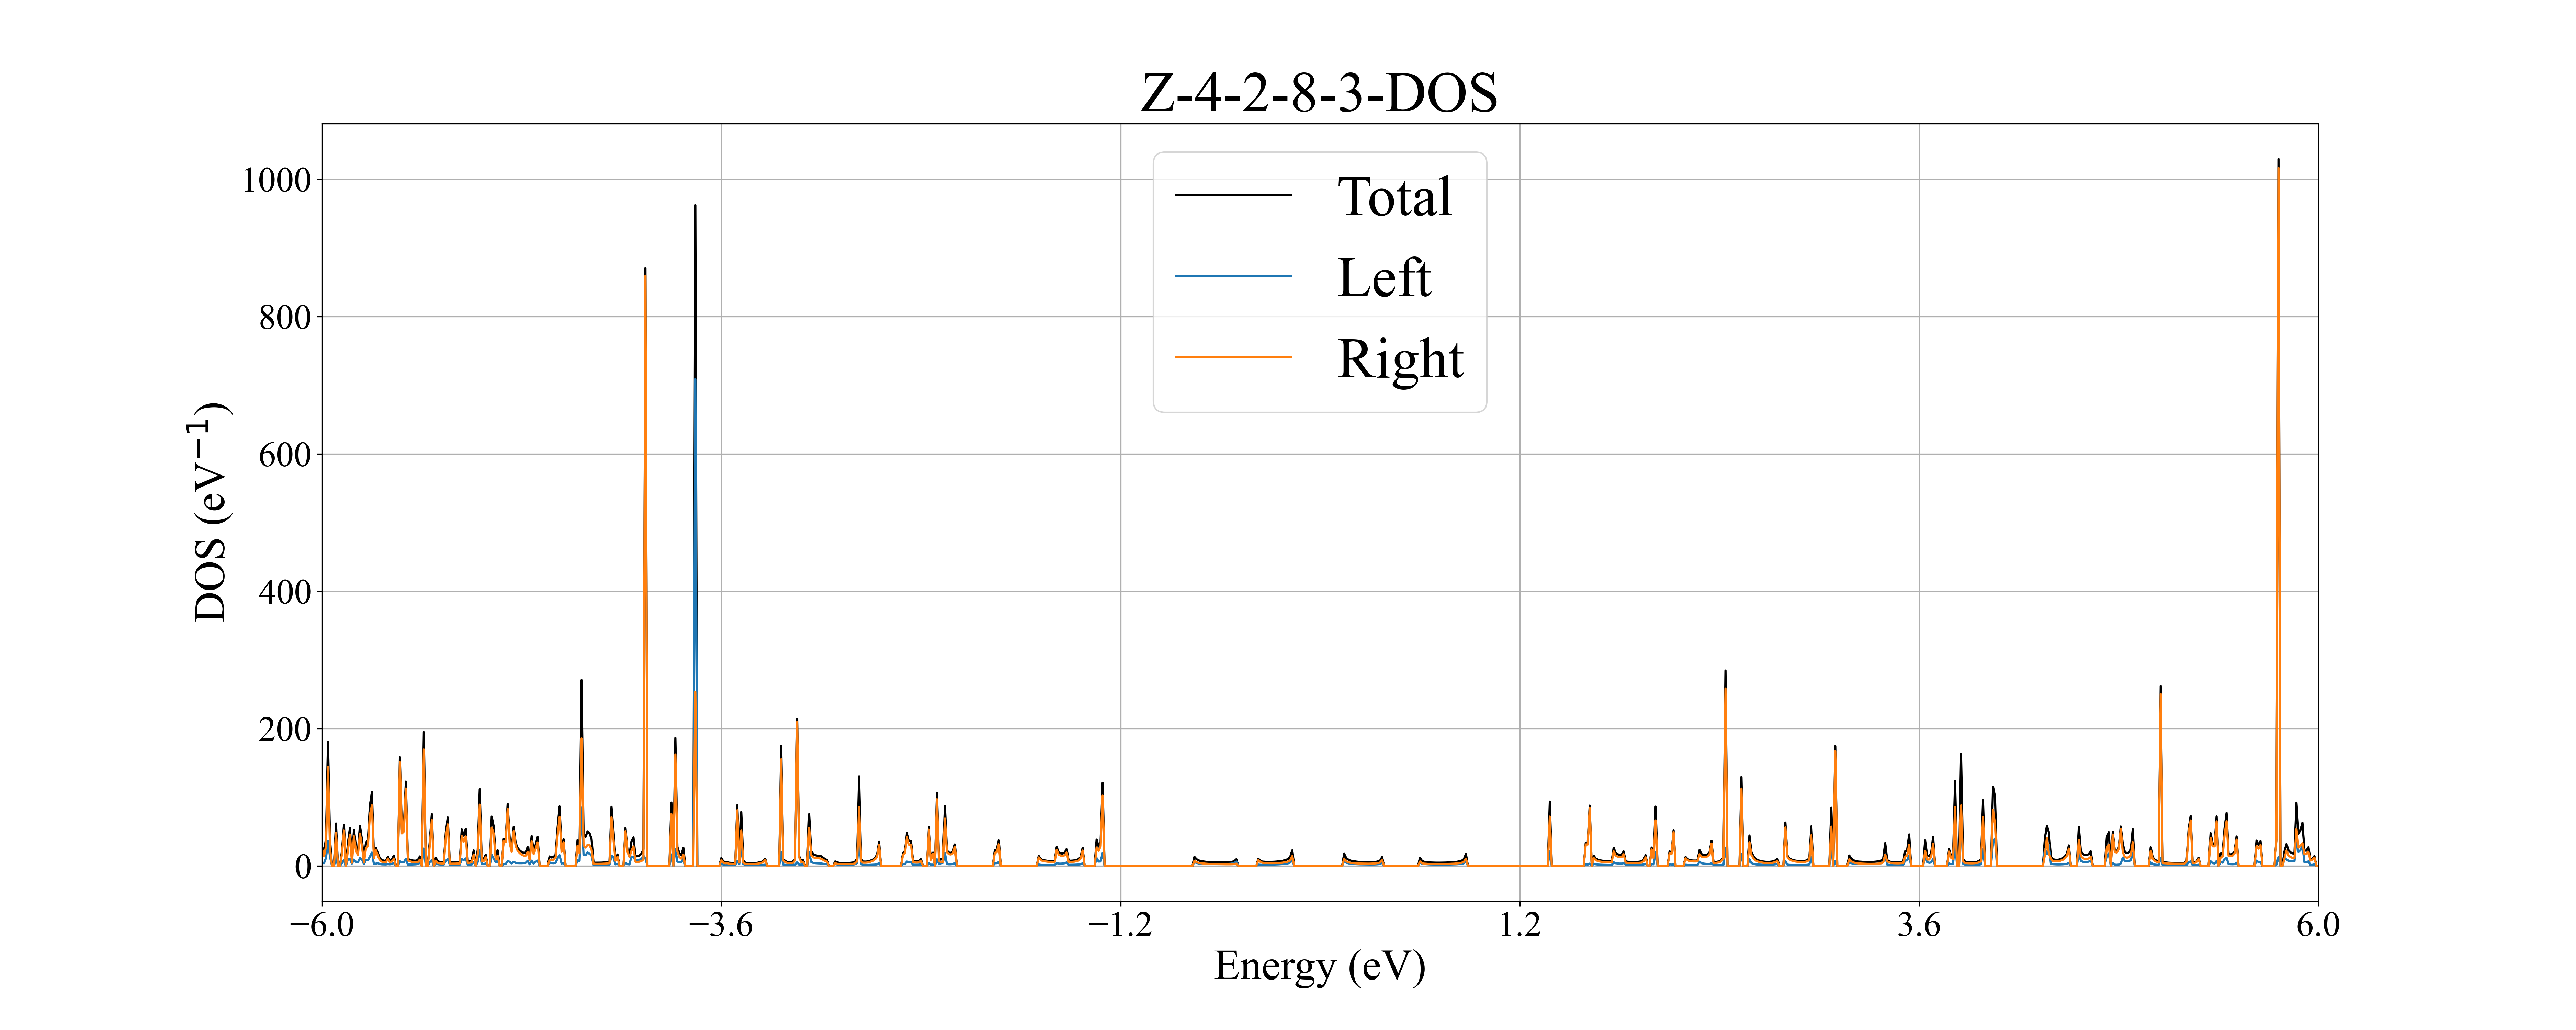 Z-4-2-8-3-DOS
Total
Left
Right
DOS (eV⁻¹)
1000
800
600
400
200
0
−6.0 −3.6 −1.2 1.2 3.6 6.0
Energy (eV)